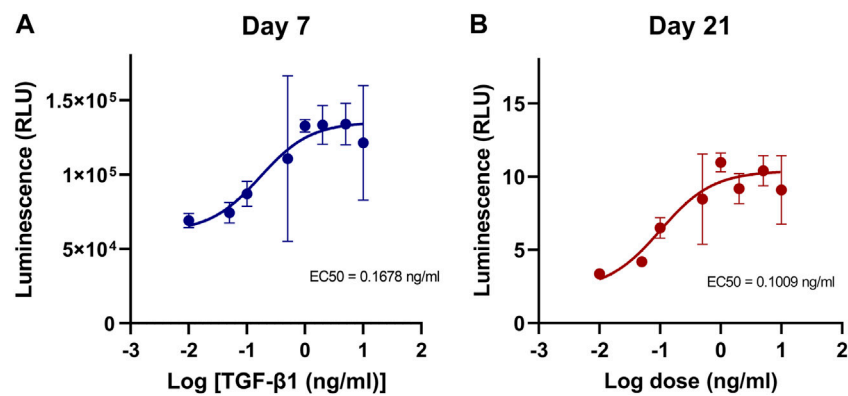 A
Day 7
Luminescence (RLU)
1.5×10⁵
1×10⁵
5×10⁴
0
-3 -2 -1 0 1 2
EC50 = 0.1678 ng/ml
Log [TGF-β1 (ng/ml)]
B
Day 21
Luminescence (RLU)
15
10
5
0
-3 -2 -1 0 1 2
EC50 = 0.1009 ng/ml
Log dose (ng/ml)